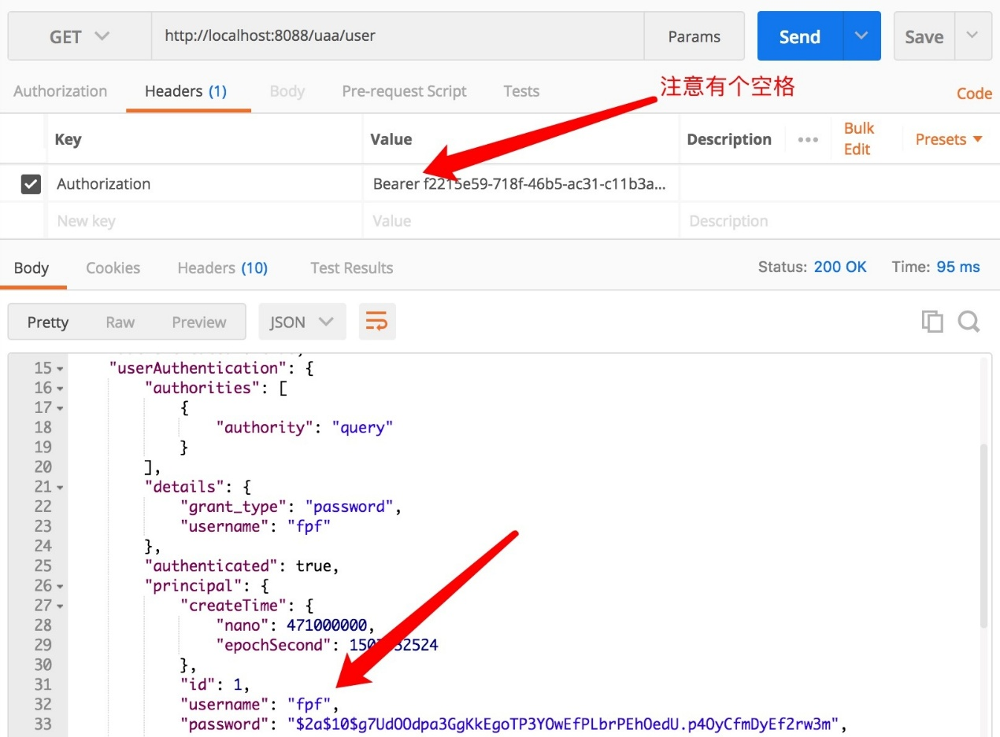 GET http://localhost:8088/uaa/user Params Send Save
注意有个空格
Authorization Headers (1) Body Pre-request Script Tests Code
Key Value Description ••• Bulk Edit Presets
Authorization Bearer f2215e59-718f-46b5-ac31-c11b3a...
New key Value Description
Body Cookies Headers (10) Test Results Status: 200 OK Time: 95 ms
Pretty Raw Preview JSON
15 "userAuthentication": {
16 "authorities": [
17 {
18 "authority": "query"
19 }
20 ],
21 "details": {
22 "grant_type": "password",
23 "username": "fpf"
24 },
25 "authenticated": true,
26 "principal": {
27 "createTime": {
28 "nano": 471000000,
29 "epochSecond":
30 },
31 "id": 1,
32 "username": "fpf",
33 "password": "$2a$10$g7UdOOdpa3GgKkEgoTP3YOwEfPLbrPEhOedU.p4OyCfmDyEf2rw3m",